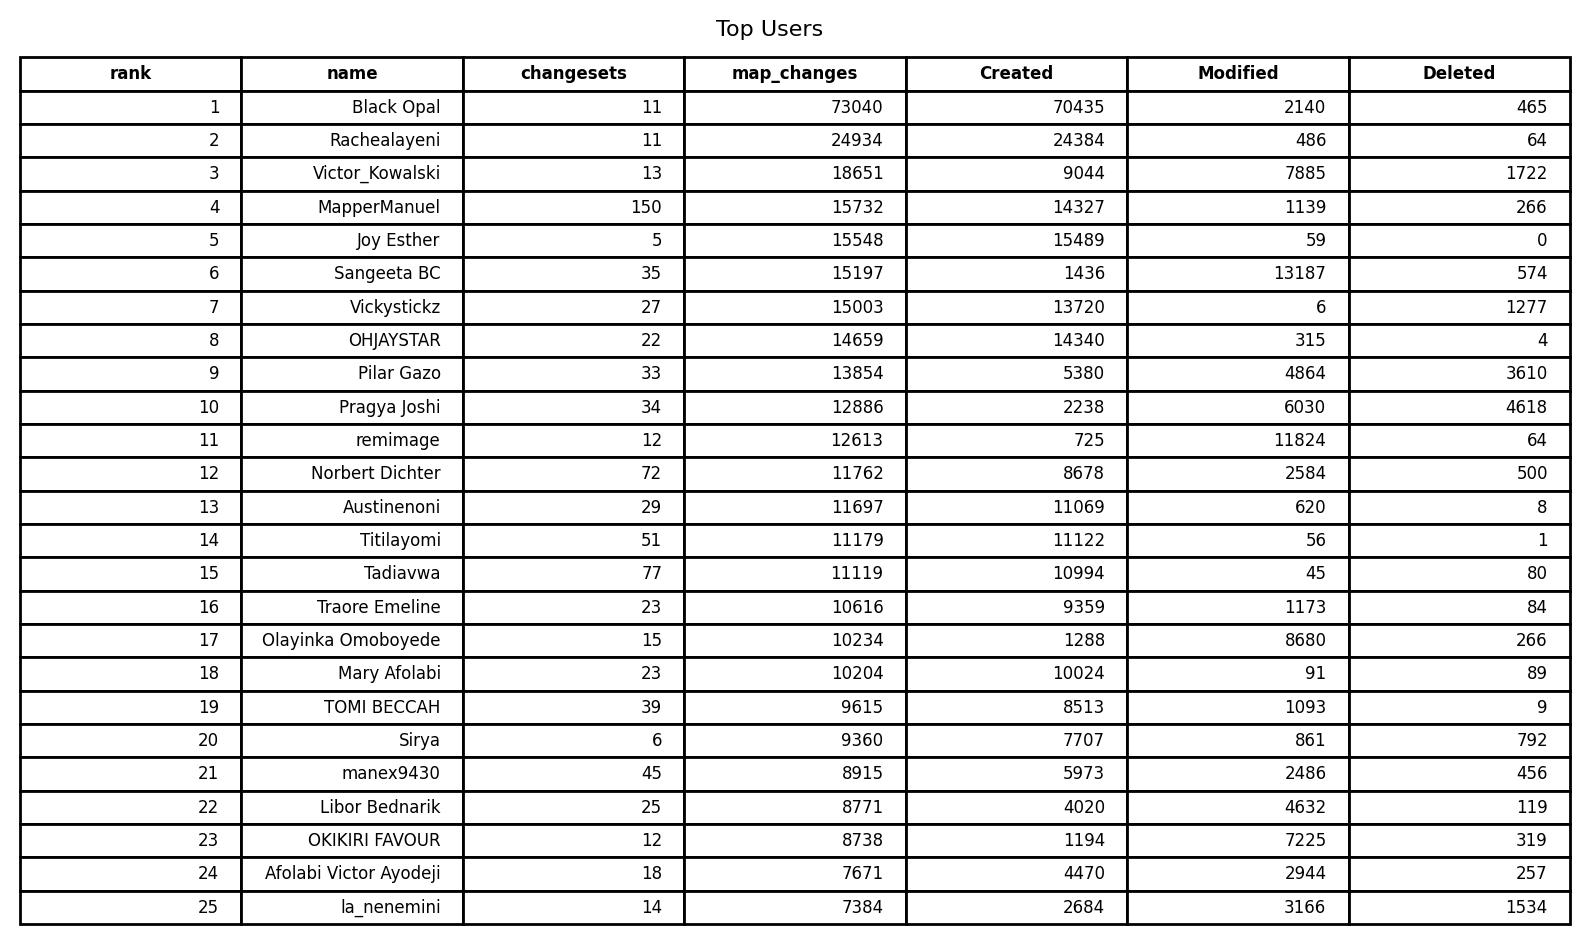 Top Users
rank name changesets map_changes Created Modified Deleted
1 Black Opal 11 73040 70435 2140 465
2 Rachealayeni 11 24934 24384 486 64
3 Victor_Kowalski 13 18651 9044 7885 1722
4 MapperManuel 150 15732 14327 1139 266
5 Joy Esther 5 15548 15489 59 0
6 Sangeeta BC 35 15197 1436 13187 574
7 Vickystickz 27 15003 13720 6 1277
8 OHJAYSTAR 22 14659 14340 315 4
9 Pilar Gazo 33 13854 5380 4864 3610
10 Pragya Joshi 34 12886 2238 6030 4618
11 remimage 12 12613 725 11824 64
12 Norbert Dichter 72 11762 8678 2584 500
13 Austinenoni 29 11697 11069 620 8
14 Titilayomi 51 11179 11122 56 1
15 Tadiavwa 77 11119 10994 45 80
16 Traore Emeline 23 10616 9359 1173 84
17 Olayinka Omoboyede 15 10234 1288 8680 266
18 Mary Afolabi 23 10204 10024 91 89
19 TOMI BECCAH 39 9615 8513 1093 9
20 Sirya 6 9360 7707 861 792
21 manex9430 45 8915 5973 2486 456
22 Libor Bednarik 25 8771 4020 4632 119
23 OKIKIRI FAVOUR 12 8738 1194 7225 319
24 Afolabi Victor Ayodeji 18 7671 4470 2944 257
25 la_nenemini 14 7384 2684 3166 1534